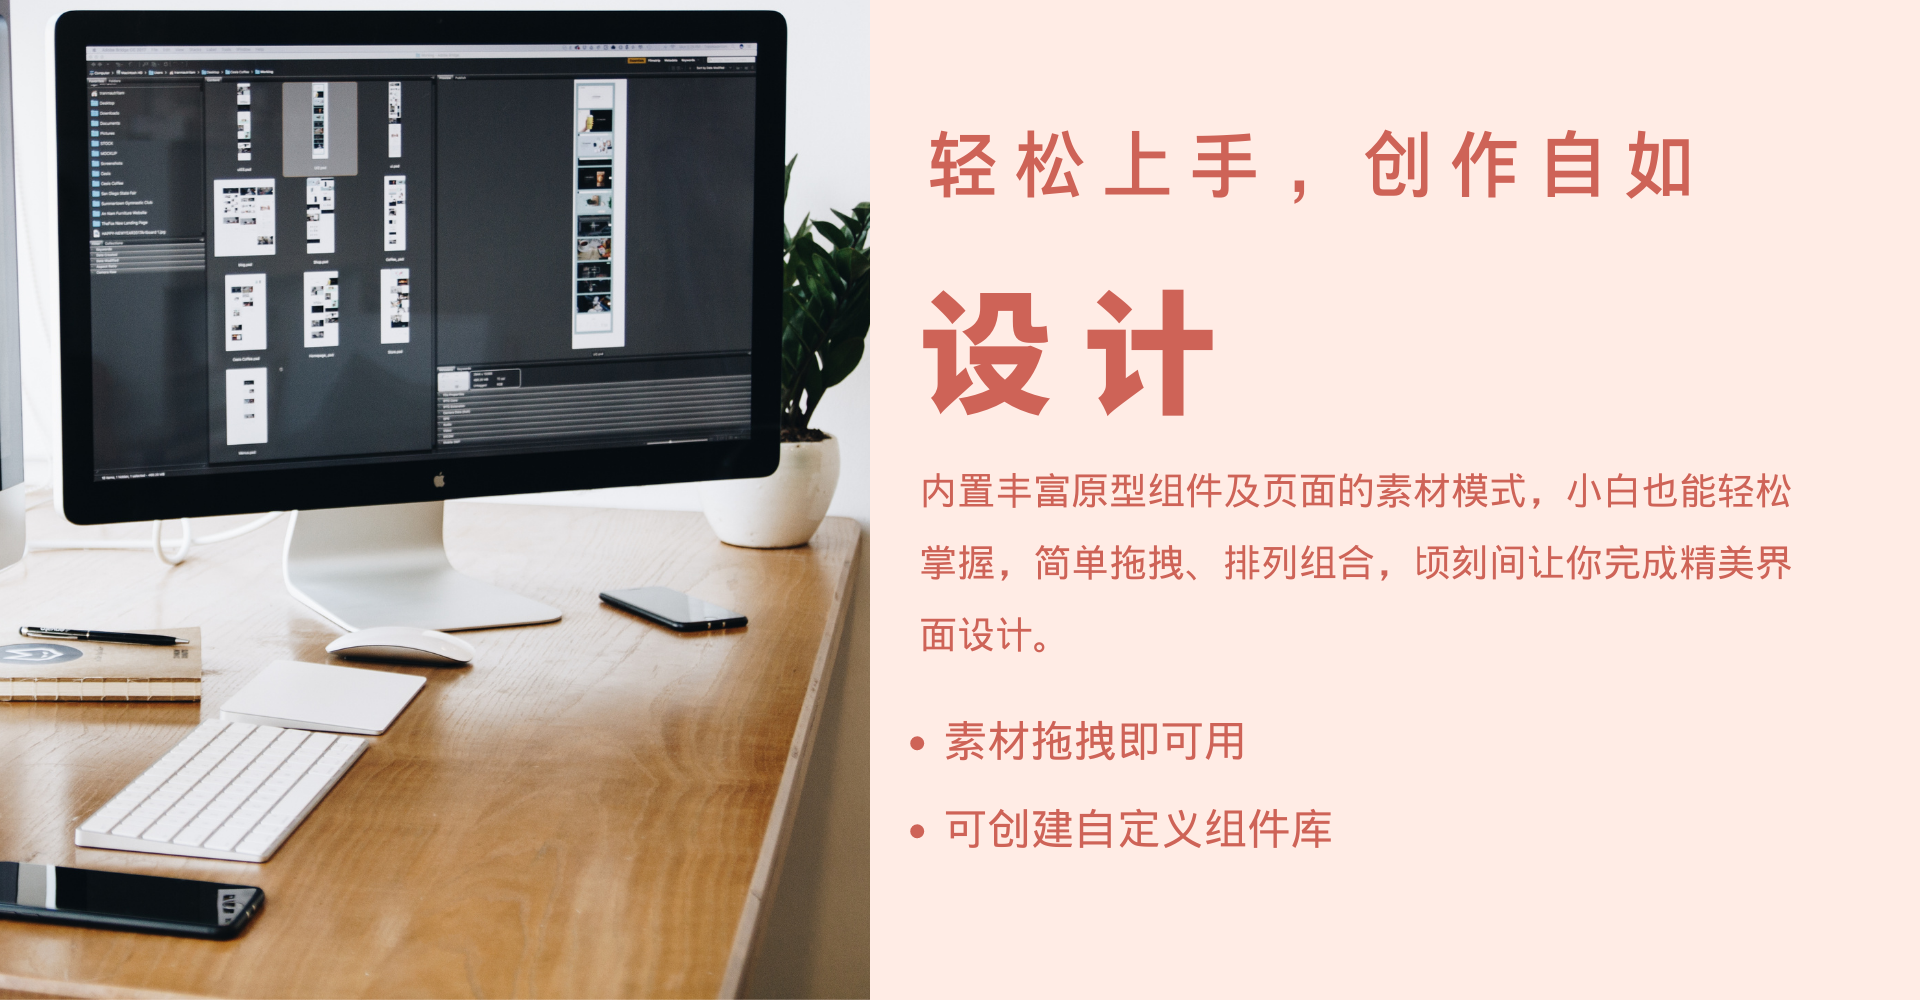 轻松上手，创作自如
设计
内置丰富原型组件及页面的素材模式，小白也能轻松
掌握，简单拖拽、排列组合，顷刻间让你完成精美界
面设计。
• 素材拖拽即可用
• 可创建自定义组件库